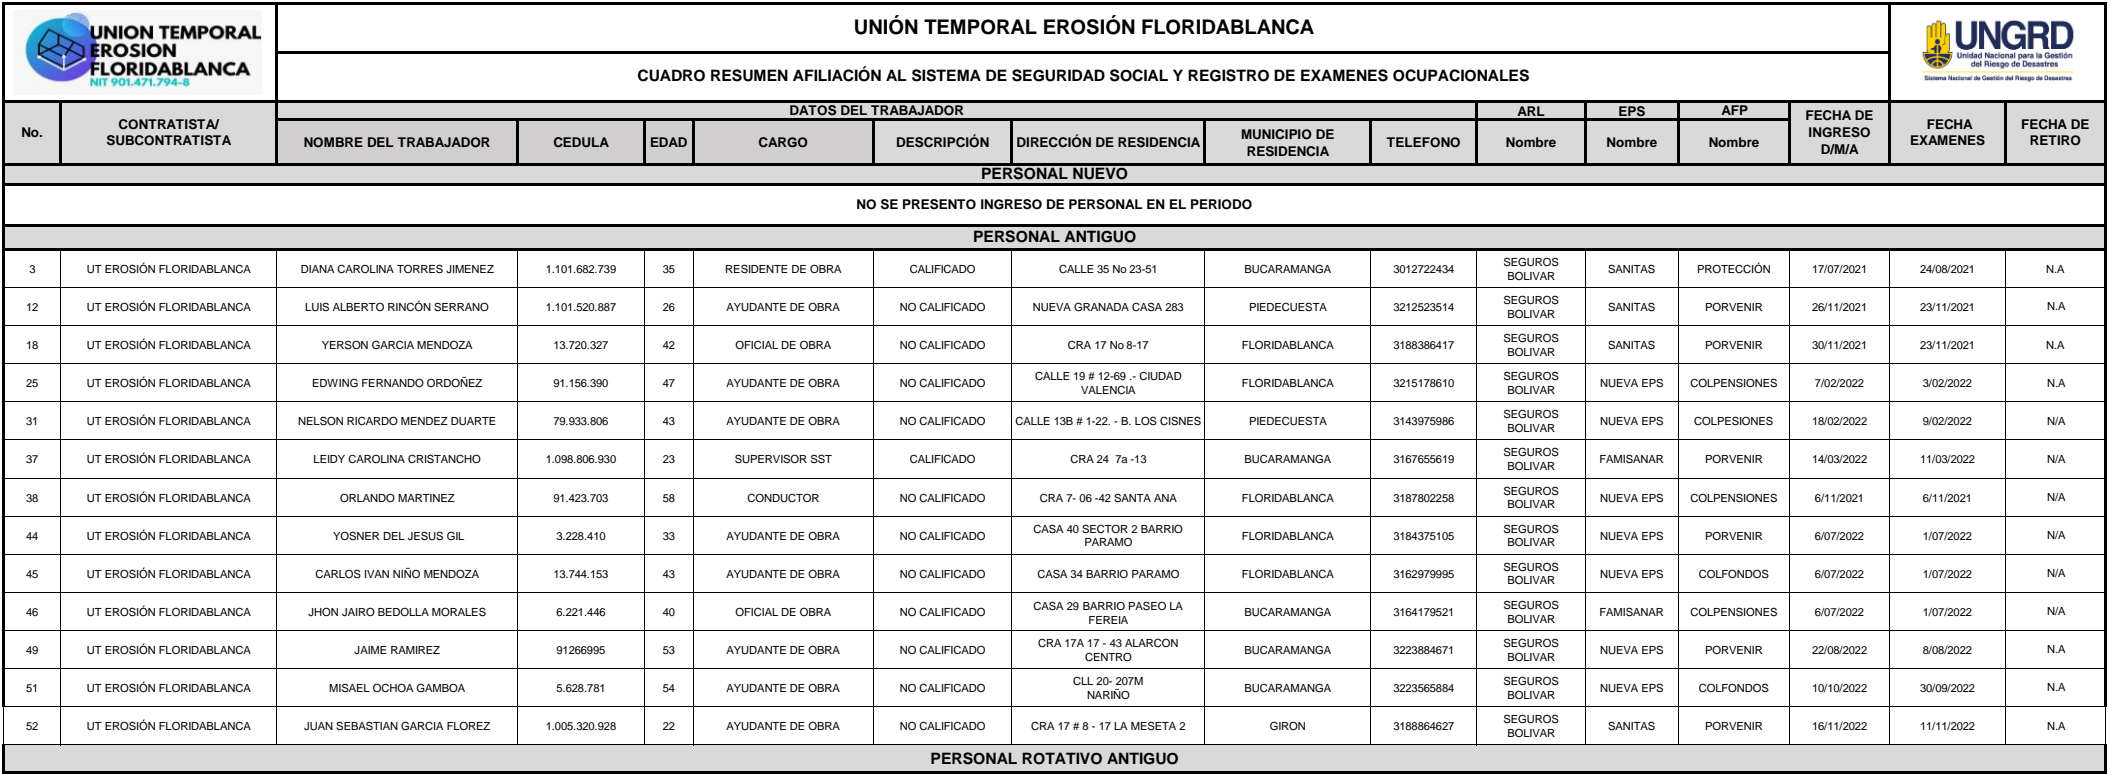 UNION TEMPORAL
EROSION
FLORIDABLANCA
NIT 901.471.794-8
UNIÓN TEMPORAL EROSIÓN FLORIDABLANCA
CUADRO RESUMEN AFILIACIÓN AL SISTEMA DE SEGURIDAD SOCIAL Y REGISTRO DE EXAMENES OCUPACIONALES
UNGRD
Unidad Nacional para la Gestión
del Riesgo de Desastres
Sistema Nacional de Gestión del Riesgo de Desastres
No. CONTRATISTA/ SUBCONTRATISTA DATOS DEL TRABAJADOR ARL EPS AFP FECHA DE INGRESO D/M/A FECHA EXAMENES FECHA DE RETIRO
NOMBRE DEL TRABAJADOR CEDULA EDAD CARGO DESCRIPCIÓN DIRECCIÓN DE RESIDENCIA MUNICIPIO DE RESIDENCIA TELEFONO Nombre Nombre Nombre
PERSONAL NUEVO
NO SE PRESENTO INGRESO DE PERSONAL EN EL PERIODO
PERSONAL ANTIGUO
3 UT EROSIÓN FLORIDABLANCA DIANA CAROLINA TORRES JIMENEZ 1.101.682.739 35 RESIDENTE DE OBRA CALIFICADO CALLE 35 No 23-51 BUCARAMANGA 3012722434 SEGUROS BOLIVAR SANITAS PROTECCIÓN 17/07/2021 24/08/2021 N.A
12 UT EROSIÓN FLORIDABLANCA LUIS ALBERTO RINCÓN SERRANO 1.101.520.887 26 AYUDANTE DE OBRA NO CALIFICADO NUEVA GRANADA CASA 283 PIEDECUESTA 3212523514 SEGUROS BOLIVAR SANITAS PORVENIR 26/11/2021 23/11/2021 N.A
18 UT EROSIÓN FLORIDABLANCA YERSON GARCIA MENDOZA 13.720.327 42 OFICIAL DE OBRA NO CALIFICADO CRA 17 No 8-17 FLORIDABLANCA 3188386417 SEGUROS BOLIVAR SANITAS PORVENIR 30/11/2021 23/11/2021 N.A
25 UT EROSIÓN FLORIDABLANCA EDWING FERNANDO ORDOÑEZ 91.156.390 47 AYUDANTE DE OBRA NO CALIFICADO CALLE 19 # 12-69 .- CIUDAD VALENCIA FLORIDABLANCA 3215178610 SEGUROS BOLIVAR NUEVA EPS COLPENSIONES 7/02/2022 3/02/2022 N.A
31 UT EROSIÓN FLORIDABLANCA NELSON RICARDO MENDEZ DUARTE 79.933.806 43 AYUDANTE DE OBRA NO CALIFICADO CALLE 13B # 1-22. - B. LOS CISNES PIEDECUESTA 3143975986 SEGUROS BOLIVAR NUEVA EPS COLPESIONES 18/02/2022 9/02/2022 N/A
37 UT EROSIÓN FLORIDABLANCA LEIDY CAROLINA CRISTANCHO 1.098.806.930 23 SUPERVISOR SST CALIFICADO CRA 24 7a -13 BUCARAMANGA 3167655619 SEGUROS BOLIVAR FAMISANAR PORVENIR 14/03/2022 11/03/2022 N/A
38 UT EROSIÓN FLORIDABLANCA ORLANDO MARTINEZ 91.423.703 58 CONDUCTOR NO CALIFICADO CRA 7- 06 -42 SANTA ANA FLORIDABLANCA 3187802258 SEGUROS BOLIVAR NUEVA EPS COLPENSIONES 6/11/2021 6/11/2021 N/A
44 UT EROSIÓN FLORIDABLANCA YOSNER DEL JESUS GIL 3.228.410 33 AYUDANTE DE OBRA NO CALIFICADO CASA 40 SECTOR 2 BARRIO PARAMO FLORIDABLANCA 3184375105 SEGUROS BOLIVAR NUEVA EPS PORVENIR 6/07/2022 1/07/2022 N/A
45 UT EROSIÓN FLORIDABLANCA CARLOS IVAN NIÑO MENDOZA 13.744.153 43 AYUDANTE DE OBRA NO CALIFICADO CASA 34 BARRIO PARAMO FLORIDABLANCA 3162979995 SEGUROS BOLIVAR NUEVA EPS COLFONDOS 6/07/2022 1/07/2022 N/A
46 UT EROSIÓN FLORIDABLANCA JHON JAIRO BEDOLLA MORALES 6.221.446 40 OFICIAL DE OBRA NO CALIFICADO CASA 29 BARRIO PASEO LA FEREIA BUCARAMANGA 3164179521 SEGUROS BOLIVAR FAMISANAR COLPENSIONES 6/07/2022 1/07/2022 N/A
49 UT EROSIÓN FLORIDABLANCA JAIME RAMIREZ 91266995 53 AYUDANTE DE OBRA NO CALIFICADO CRA 17A 17 - 43 ALARCON CENTRO BUCARAMANGA 3223884671 SEGUROS BOLIVAR NUEVA EPS PORVENIR 22/08/2022 8/08/2022 N.A
51 UT EROSIÓN FLORIDABLANCA MISAEL OCHOA GAMBOA 5.628.781 54 AYUDANTE DE OBRA NO CALIFICADO CLL 20- 207M NARIÑO BUCARAMANGA 3223565884 SEGUROS BOLIVAR NUEVA EPS COLFONDOS 10/10/2022 30/09/2022 N.A
52 UT EROSIÓN FLORIDABLANCA JUAN SEBASTIAN GARCIA FLOREZ 1.005.320.928 22 AYUDANTE DE OBRA NO CALIFICADO CRA 17 # 8 - 17 LA MESETA 2 GIRON 3188864627 SEGUROS BOLIVAR SANITAS PORVENIR 16/11/2022 11/11/2022 N.A
PERSONAL ROTATIVO ANTIGUO